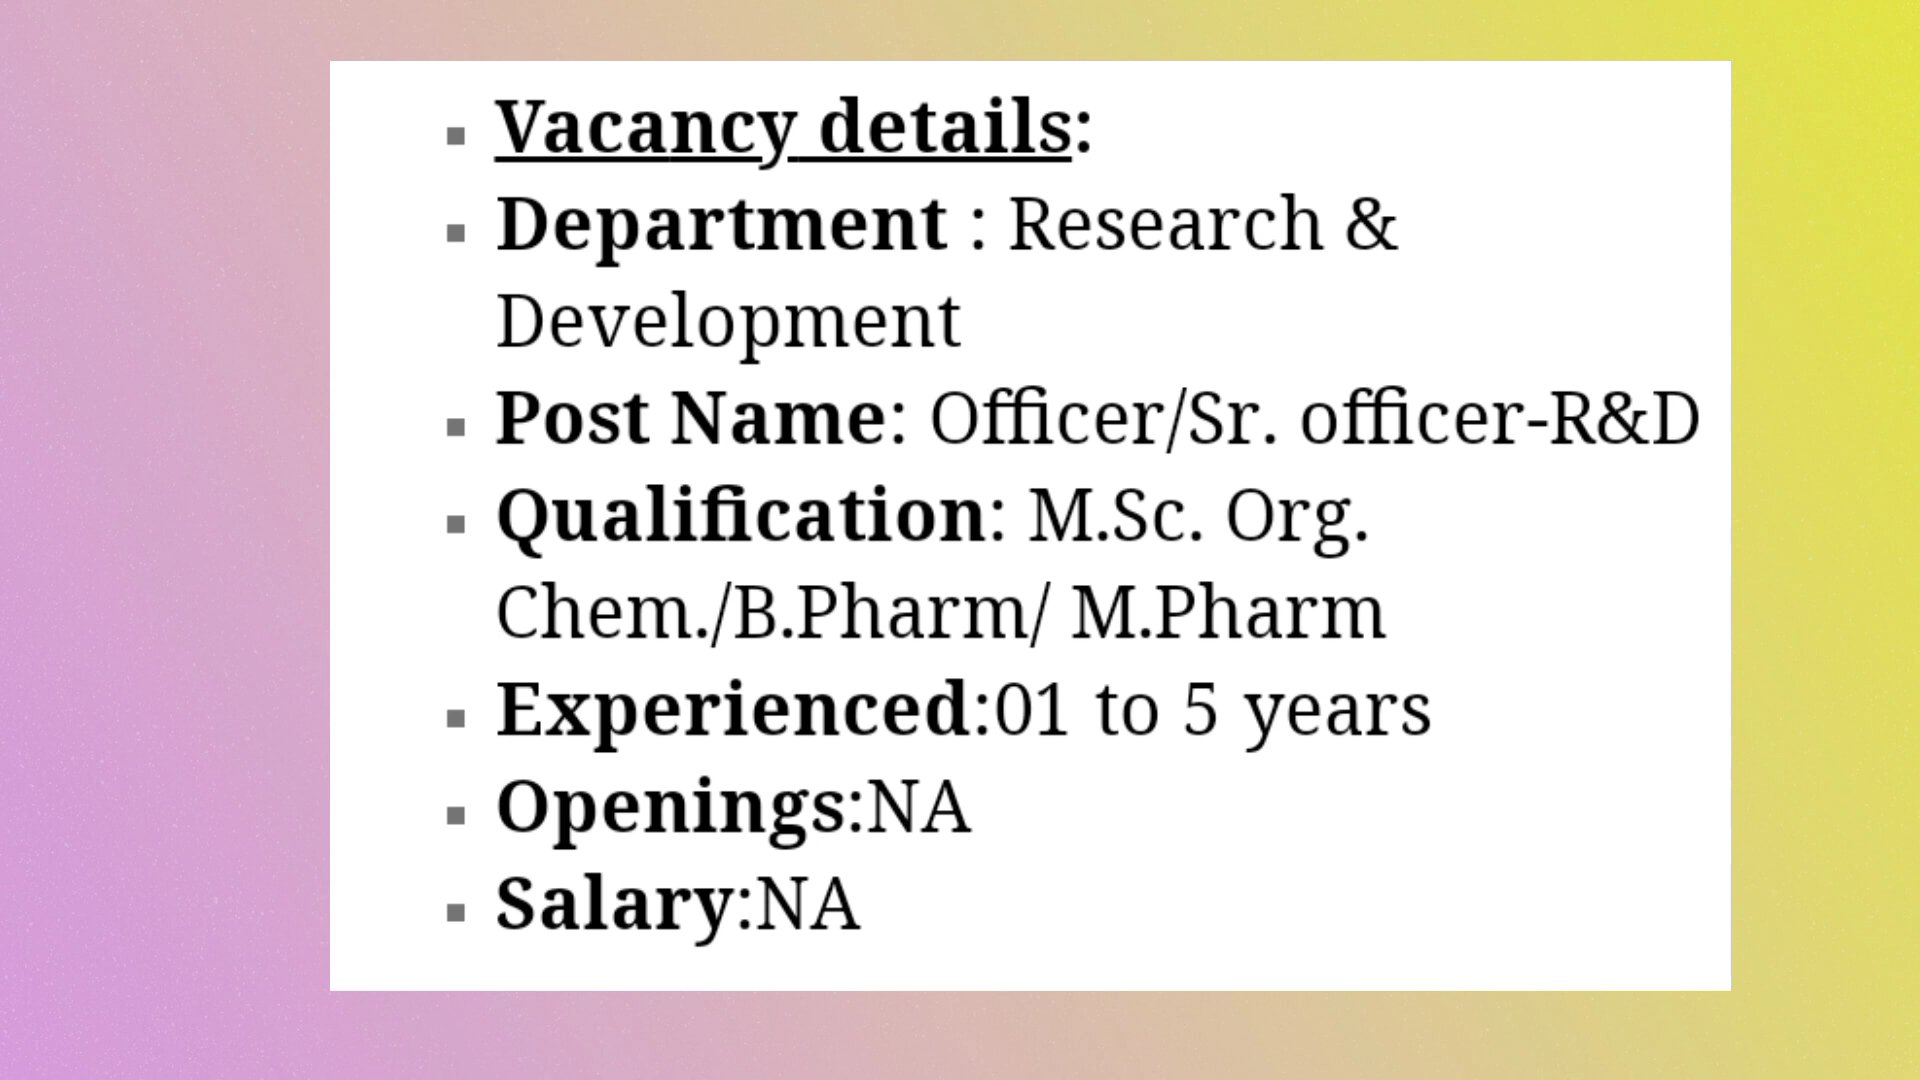 Vacancy details:
Department : Research &
Development
Post Name: Officer/Sr. officer-R&D
Qualification: M.Sc. Org.
Chem./B.Pharm/ M.Pharm
Experienced:01 to 5 years
Openings:NA
Salary:NA